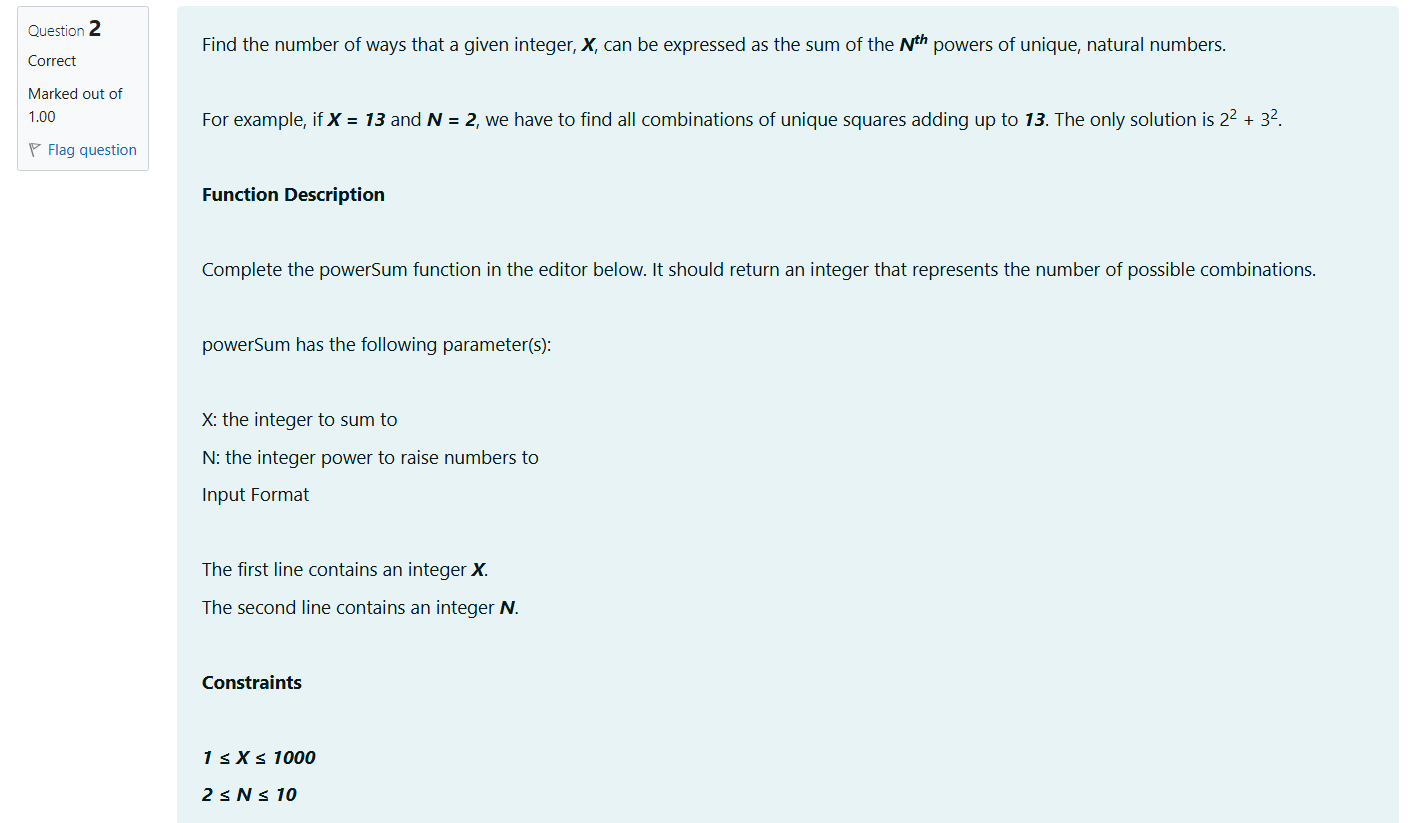 Question 2
Correct
Marked out of
1.00
Flag question
Find the number of ways that a given integer, X, can be expressed as the sum of the Nth powers of unique, natural numbers.
For example, if X = 13 and N = 2, we have to find all combinations of unique squares adding up to 13. The only solution is 2² + 3².
Function Description
Complete the powerSum function in the editor below. It should return an integer that represents the number of possible combinations.
powerSum has the following parameter(s):
X: the integer to sum to
N: the integer power to raise numbers to
Input Format
The first line contains an integer X.
The second line contains an integer N.
Constraints
1 ≤ X ≤ 1000
2 ≤ N ≤ 10